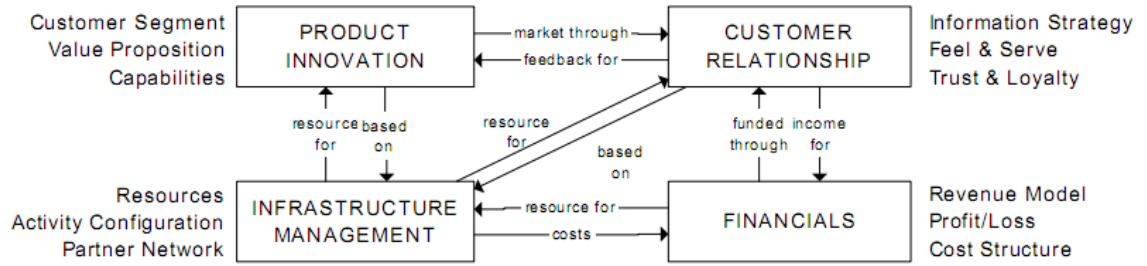 Customer Segment
Value Proposition
Capabilities
PRODUCT
INNOVATION
market through
feedback for
CUSTOMER
RELATIONSHIP
Information Strategy
Feel & Serve
Trust & Loyalty
resource
for
based
on
resource
for
based
on
funded
through
income
for
Resources
Activity Configuration
Partner Network
INFRASTRUCTURE
MANAGEMENT
resource for
costs
FINANCIALS
Revenue Model
Profit/Loss
Cost Structure